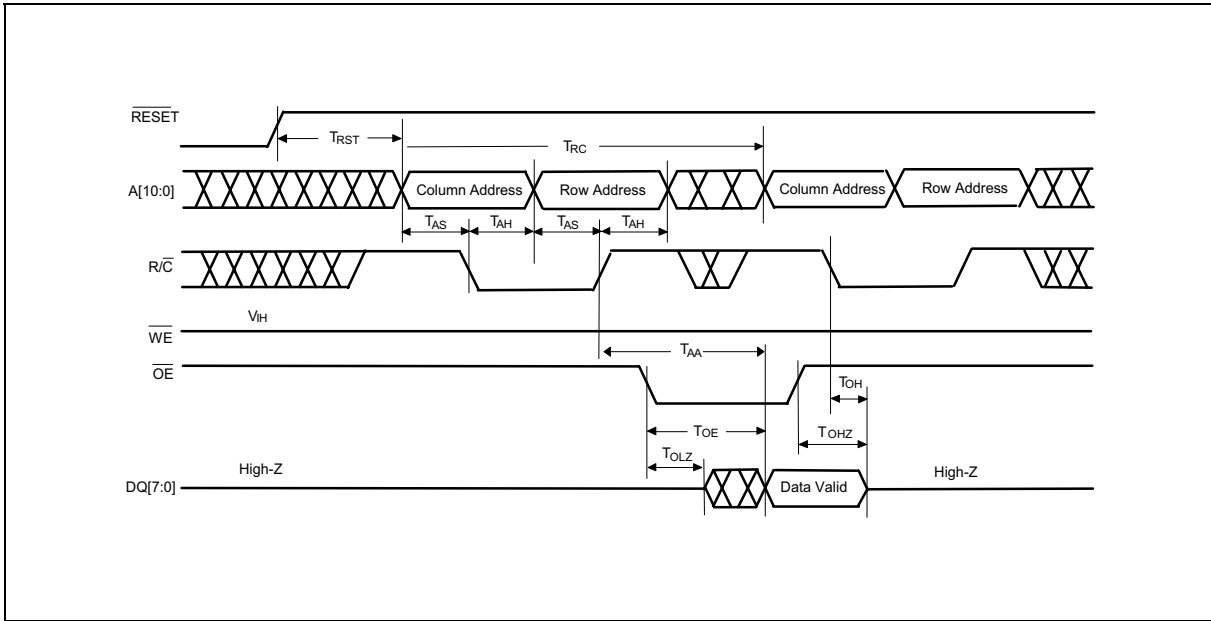 RESET
TRST
TRC
A[10:0]
Column Address
Row Address
Column Address
Row Address
TAS
TAH
TAS
TAH
R/C
VIH
WE
TAA
OE
TOH
TOE
TOHZ
TOLZ
High-Z
High-Z
DQ[7:0]
Data Valid